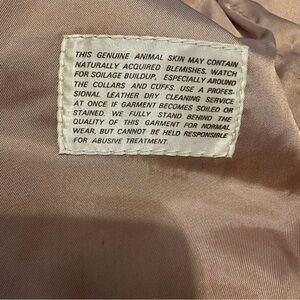 THIS GENUINE ANIMAL SKIN MAY CONTAIN
NATURALLY ACQUIRED BLEMISHES. WATCH
FOR SOILAGE BUILDUP, ESPECIALLY AROUND
THE COLLARS AND CUFFS. USE A PROFES-
SIONAL LEATHER DRY CLEANING SERVICE
AT ONCE IF GARMENT BECOMES SOILED OR
STAINED. WE FULLY STAND BEHIND THE
QUALITY OF THIS GARMENT FOR NORMAL
WEAR, BUT CANNOT BE HELD RESPONSIBLE
FOR ABUSIVE TREATMENT.